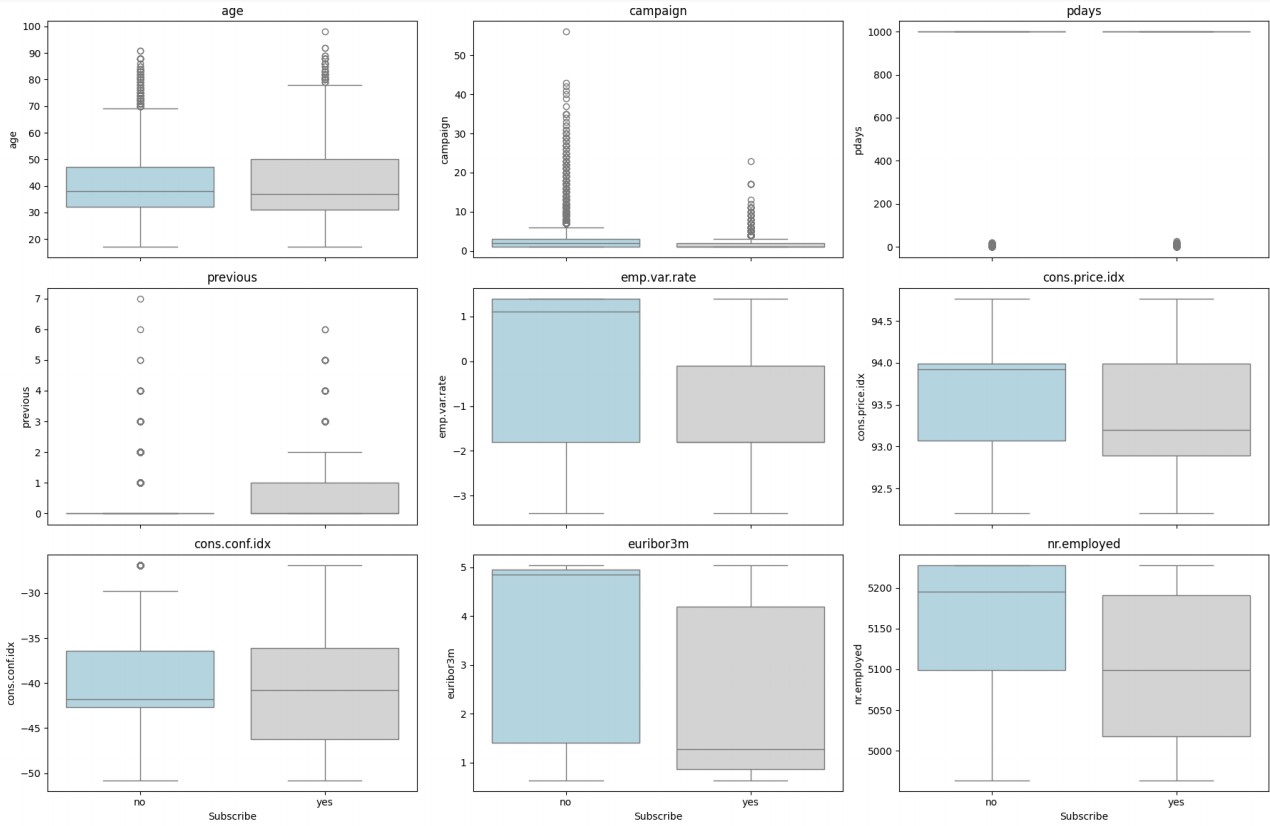 age
100
90
80
70
60
50
40
30
20
age
campaign
50
40
30
20
10
0
campaign
pdays
1000
800
600
400
200
0
pdays
previous
7
6
5
4
3
2
1
0
previous
emp.var.rate
1
0
−1
−2
−3
emp.var.rate
cons.price.idx
94.5
94.0
93.5
93.0
92.5
cons.price.idx
cons.conf.idx
−30
−35
−40
−45
−50
cons.conf.idx
no yes
Subscribe
euribor3m
5
4
3
2
1
euribor3m
no yes
Subscribe
nr.employed
5200
5150
5100
5050
5000
nr.employed
no yes
Subscribe